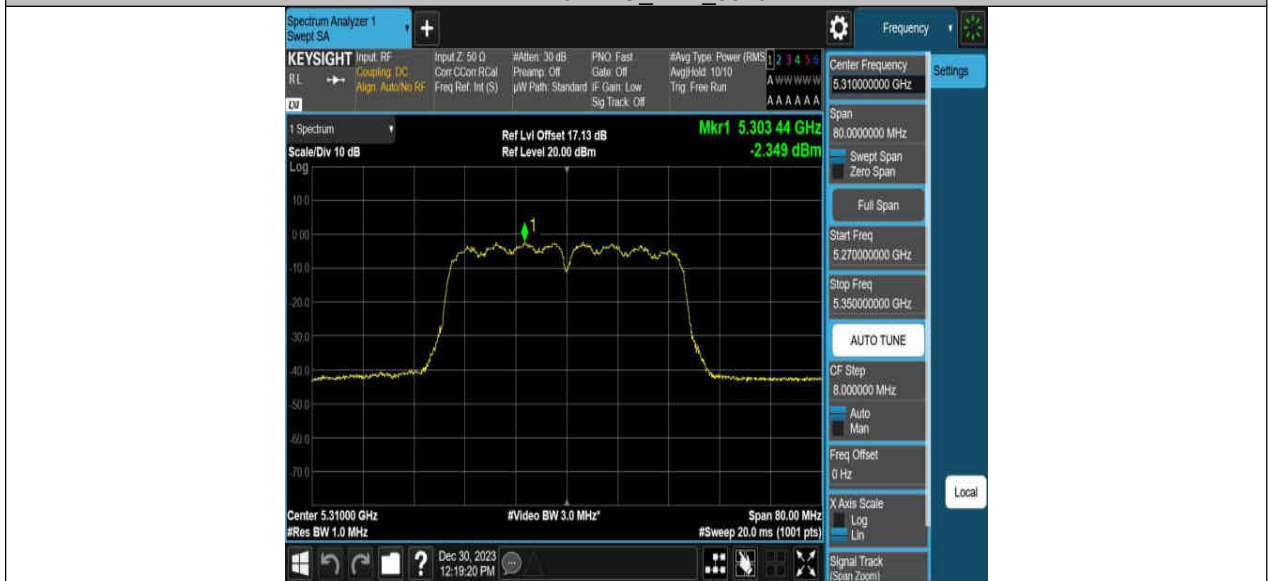 Spectrum Analyzer 1
Swept SA
+
Frequency
KEYSIGHT
RL
LXI
Input: RF
Coupling: DC
Align: Auto/No RF
Input Z: 50 Ω
Corr CCorr RCal
Freq Ref: Int (S)
#Atten: 30 dB
Preamp: Off
µW Path: Standard
PNO: Fast
Gate: Off
IF Gain: Low
Sig Track: Off
#Avg Type: Power (RMS
Avg|Hold: 10/10
Trig: Free Run
1 2 3 4 5 6
A W W W W W
A A A A A A
Center Frequency
5.310000000 GHz
Settings
Span
80.0000000 MHz
Swept Span
Zero Span
Full Span
Start Freq
5.270000000 GHz
Stop Freq
5.350000000 GHz
AUTO TUNE
CF Step
8.000000 MHz
Auto
Man
Freq Offset
0 Hz
X Axis Scale
Log
Lin
Signal Track
(Span Zoom)
Local
1 Spectrum
Scale/Div 10 dB
Log
Ref Lvl Offset 17.13 dB
Ref Level 20.00 dBm
Mkr1 5.303 44 GHz
-2.349 dBm
1
10.0
0.00
-10.0
-20.0
-30.0
-40.0
-50.0
-60.0
-70.0
Center 5.31000 GHz
#Res BW 1.0 MHz
#Video BW 3.0 MHz*
Span 80.00 MHz
#Sweep 20.0 ms (1001 pts)
?
Dec 30, 2023
12:19:20 PM